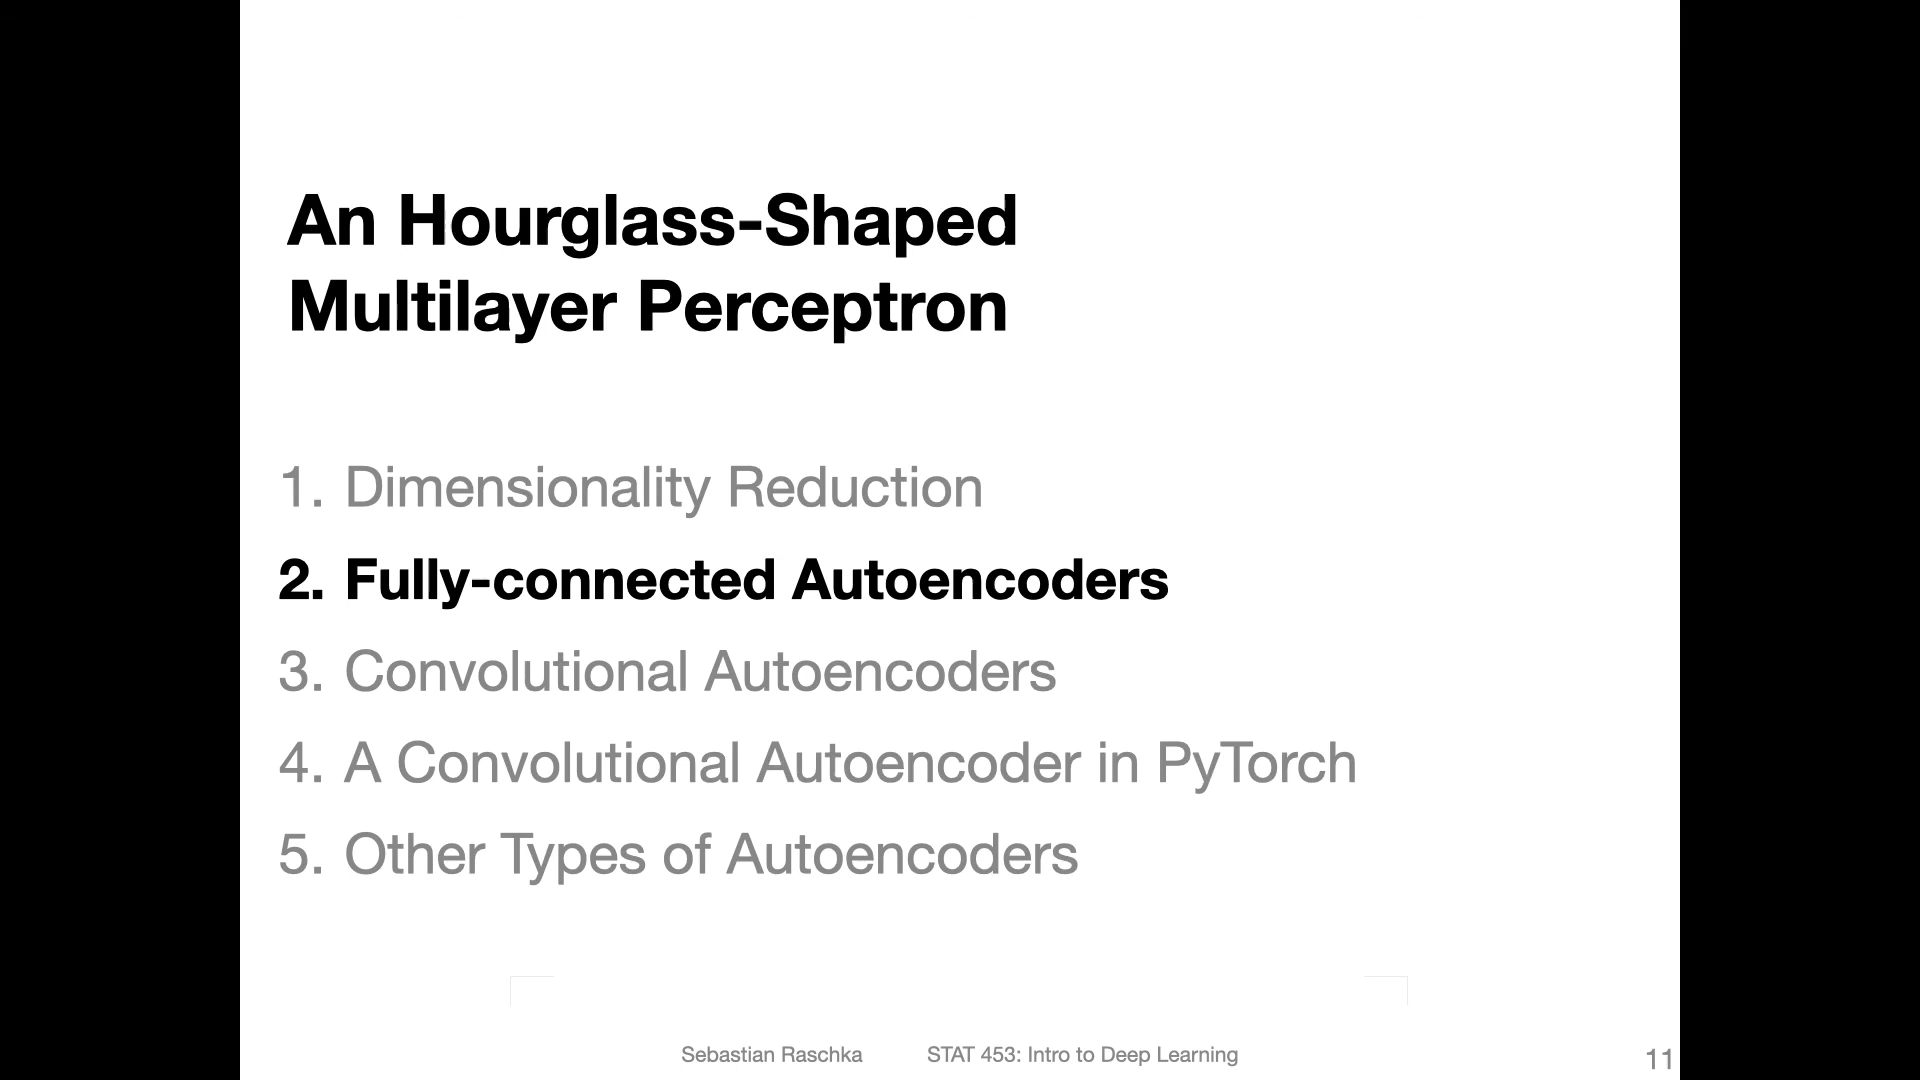 An Hourglass-Shaped
Multilayer Perceptron
1. Dimensionality Reduction
2. Fully-connected Autoencoders
3. Convolutional Autoencoders
4. A Convolutional Autoencoder in PyTorch
5. Other Types of Autoencoders
Sebastian Raschka STAT 453: Intro to Deep Learning 11